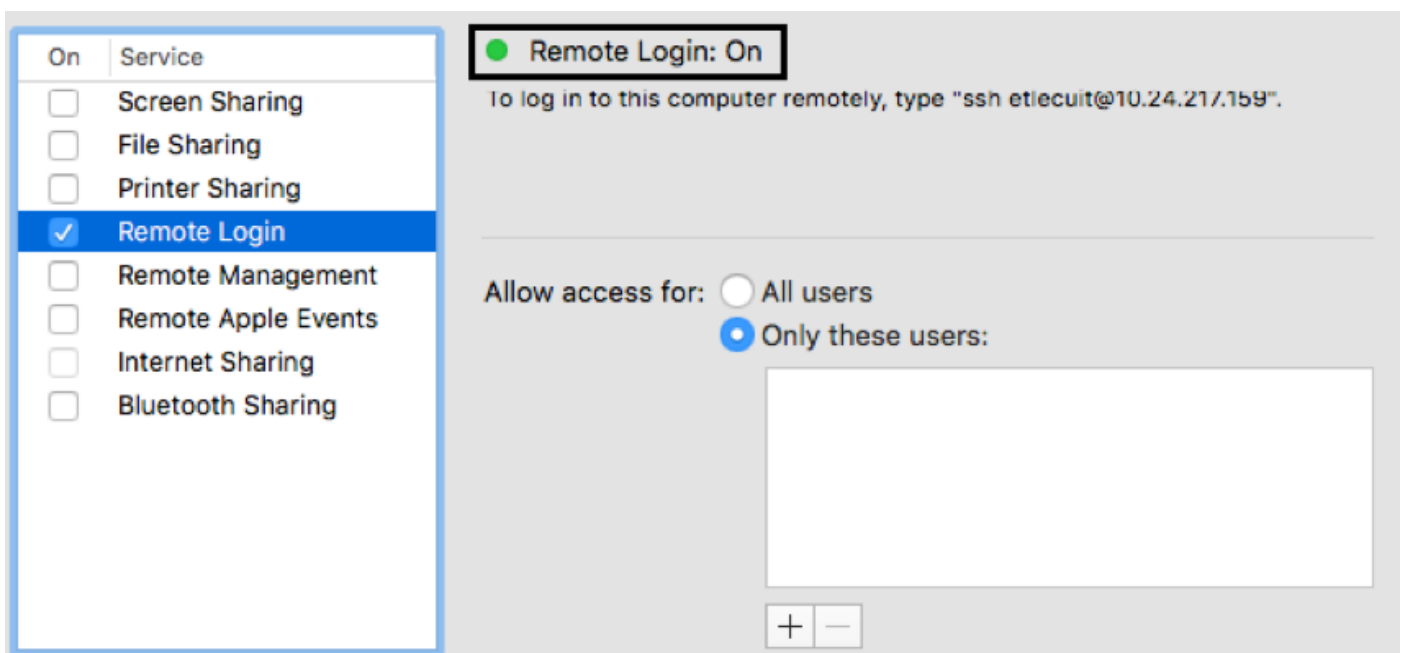 On Service
Screen Sharing
File Sharing
Printer Sharing
Remote Login
Remote Management
Remote Apple Events
Internet Sharing
Bluetooth Sharing
Remote Login: On
To log in to this computer remotely, type "ssh etlecuit@10.24.217.159".
Allow access for: All users
Only these users:
+ −